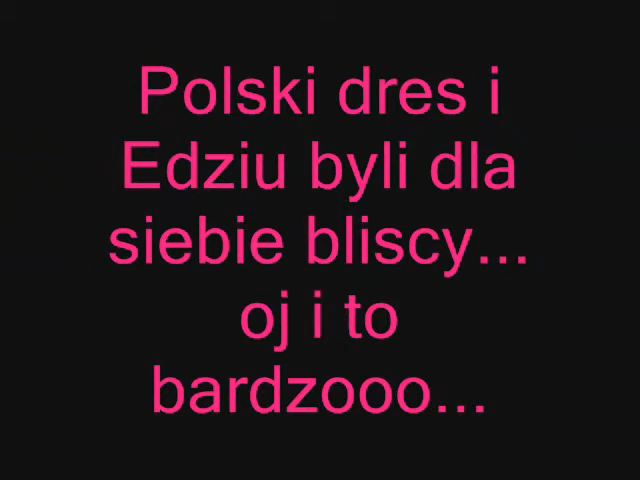 Polski dres i
Edziu byli dla
siebie bliscy...
oj i to
bardzooo...